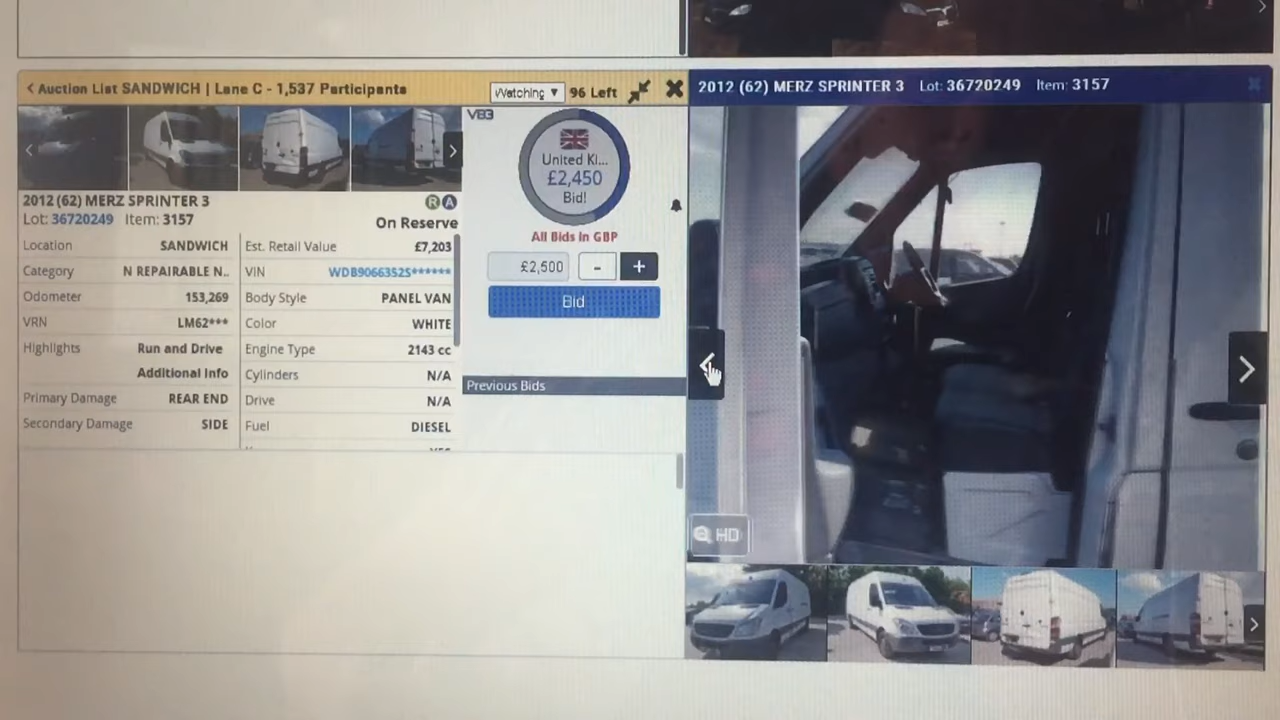 Auction List SANDWICH | Lane C - 1,537 Participants
Watching
96 Left
2012 (62) MERZ SPRINTER 3
Lot: 36720249 Item: 3157
R A
On Reserve
Location SANDWICH
Category N REPAIRABLE N..
Odometer 153,269
VRN LM62***
Highlights Run and Drive
Additional Info
Primary Damage REAR END
Secondary Damage SIDE
Est. Retail Value £7,203
VIN WDB9066352S******
Body Style PANEL VAN
Color WHITE
Engine Type 2143 cc
Cylinders N/A
Drive N/A
Fuel DIESEL
VB3
United Ki...
£2,450
Bid!
All Bids in GBP
£2,500
- +
Bid
Previous Bids
2012 (62) MERZ SPRINTER 3 Lot: 36720249 Item: 3157
HD